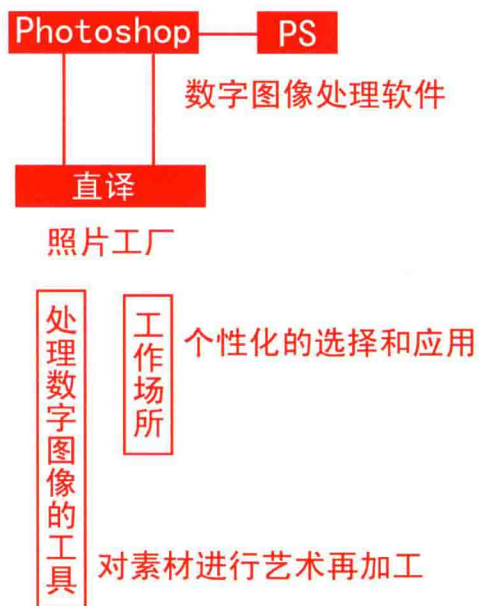 Photoshop PS
数字图像处理软件
直译
照片工厂
处理数字图像的工具
工作场所
个性化的选择和应用
对素材进行艺术再加工